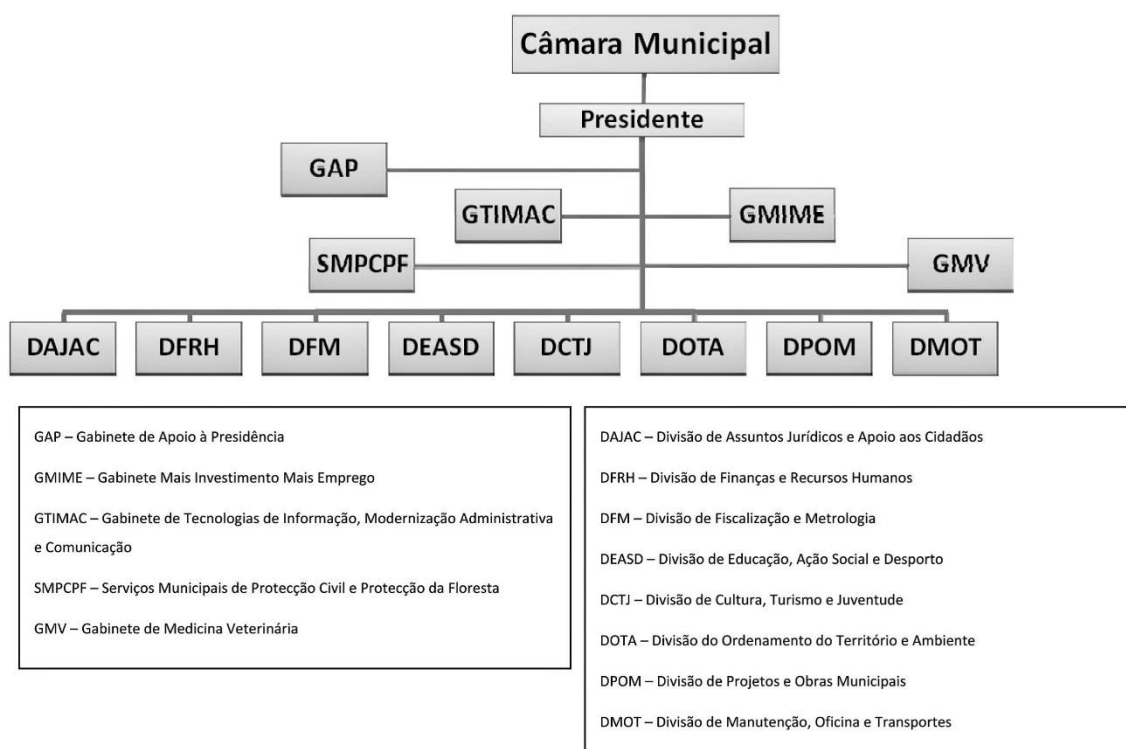 Câmara Municipal
Presidente
GAP
GTIMAC
GMIME
SMPCPF
GMV
DAJAC
DFRH
DFM
DEASD
DCTJ
DOTA
DPOM
DMOT
GAP – Gabinete de Apoio à Presidência
GMIME – Gabinete Mais Investimento Mais Emprego
GTIMAC – Gabinete de Tecnologias de Informação, Modernização Administrativa
e Comunicação
SMPCPF – Serviços Municipais de Protecção Civil e Protecção da Floresta
GMV – Gabinete de Medicina Veterinária
DAJAC – Divisão de Assuntos Jurídicos e Apoio aos Cidadãos
DFRH – Divisão de Finanças e Recursos Humanos
DFM – Divisão de Fiscalização e Metrologia
DEASD – Divisão de Educação, Ação Social e Desporto
DCTJ – Divisão de Cultura, Turismo e Juventude
DOTA – Divisão do Ordenamento do Território e Ambiente
DPOM – Divisão de Projetos e Obras Municipais
DMOT – Divisão de Manutenção, Oficina e Transportes